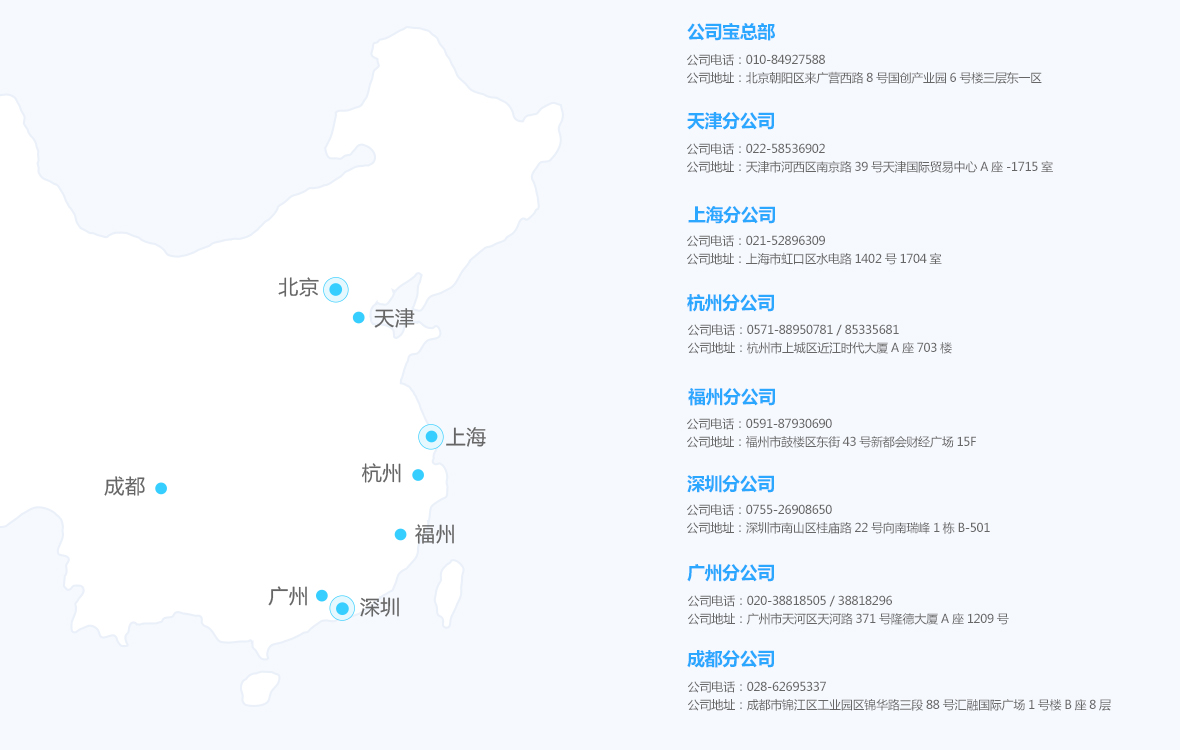 北京
天津
上海
杭州
成都
福州
广州
深圳
公司宝总部
公司电话：010-84927588
公司地址：北京朝阳区来广营西路 8 号国创产业园 6 号楼三层东一区
天津分公司
公司电话：022-58536902
公司地址：天津市河西区南京路 39 号天津国际贸易中心 A 座 -1715 室
上海分公司
公司电话：021-52896309
公司地址：上海市虹口区水电路 1402 号 1704 室
杭州分公司
公司电话：0571-88950781 / 85335681
公司地址：杭州市上城区近江时代大厦 A 座 703 楼
福州分公司
公司电话：0591-87930690
公司地址：福州市鼓楼区东街 43 号新都会财经广场 15F
深圳分公司
公司电话：0755-26908650
公司地址：深圳市南山区桂庙路 22 号向南瑞峰 1 栋 B-501
广州分公司
公司电话：020-38818505 / 38818296
公司地址：广州市天河区天河路 371 号隆德大厦 A 座 1209 号
成都分公司
公司电话：028-62695337
公司地址：成都市锦江区工业园区锦华路三段 88 号汇融国际广场 1 号楼 B 座 8 层